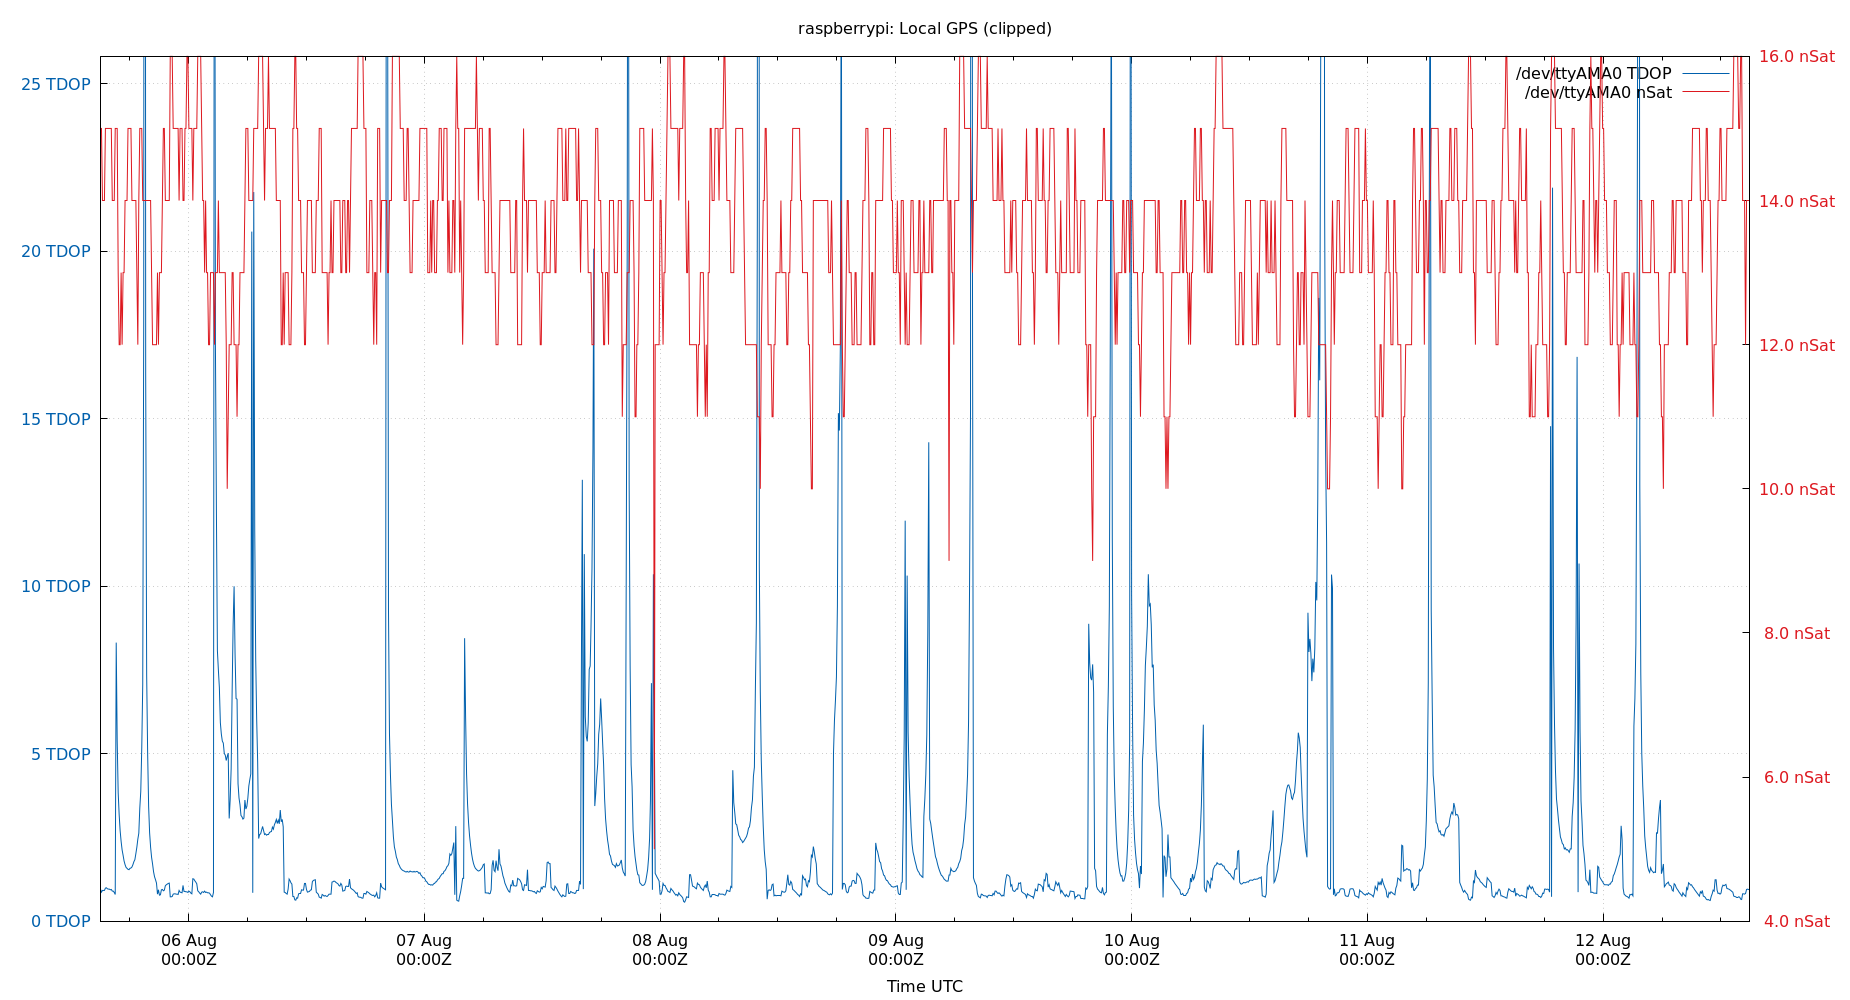 raspberrypi: Local GPS (clipped)
/dev/ttyAMA0 TDOP
/dev/ttyAMA0 nSat
25 TDOP
20 TDOP
15 TDOP
10 TDOP
5 TDOP
0 TDOP
16.0 nSat
14.0 nSat
12.0 nSat
10.0 nSat
8.0 nSat
6.0 nSat
4.0 nSat
06 Aug
00:00Z
07 Aug
00:00Z
08 Aug
00:00Z
09 Aug
00:00Z
10 Aug
00:00Z
11 Aug
00:00Z
12 Aug
00:00Z
Time UTC